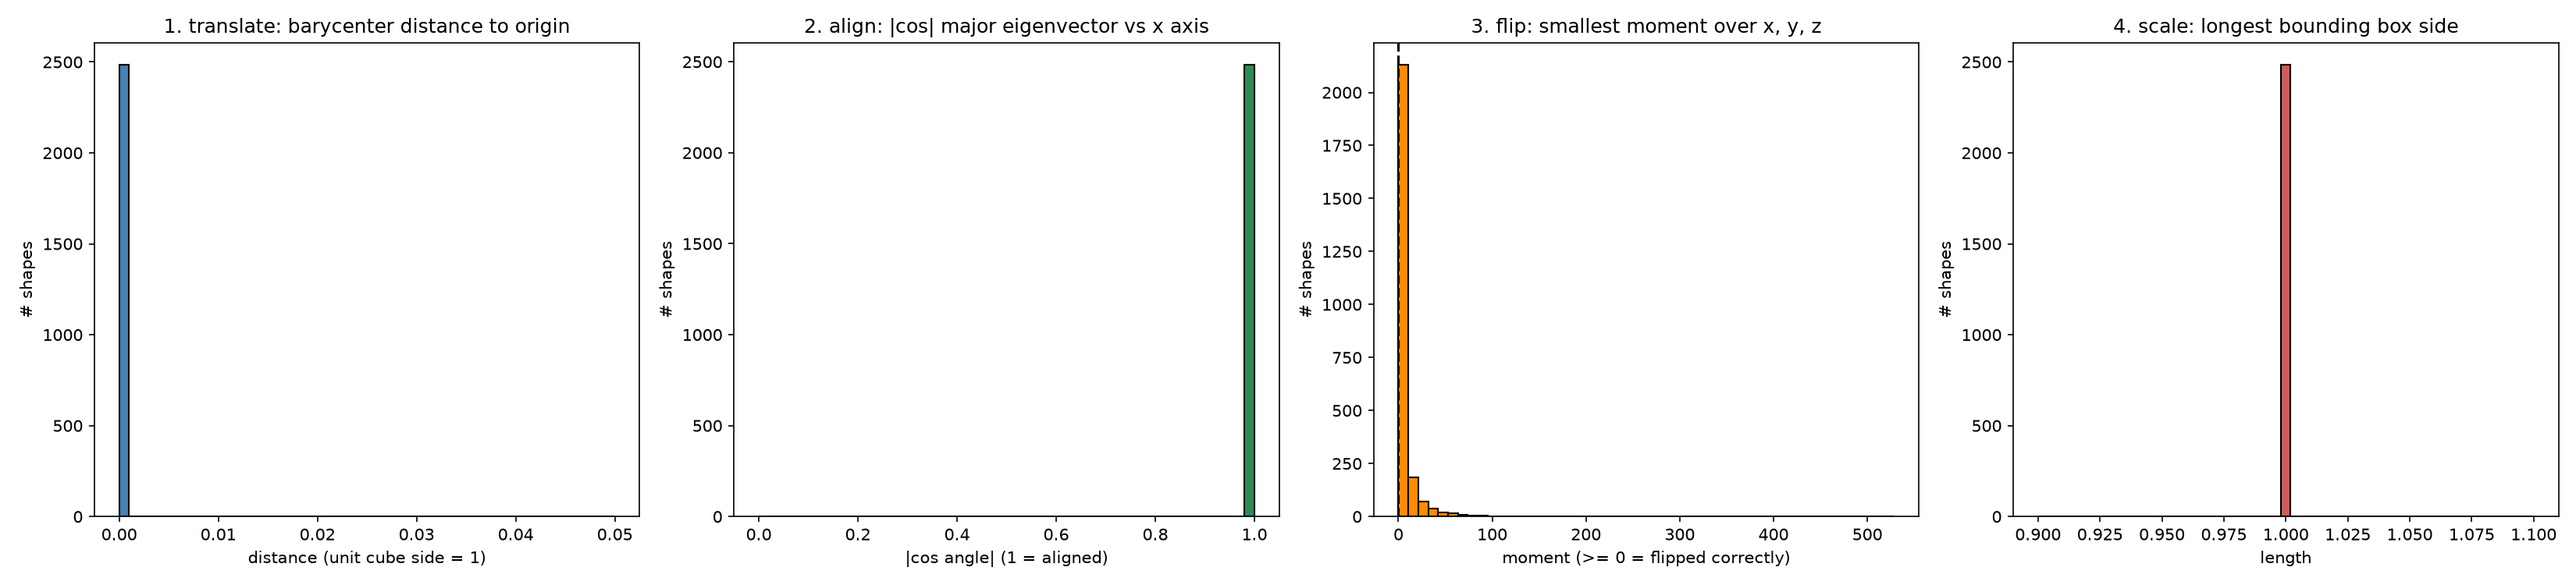 1. translate: barycenter distance to origin
# shapes
2500
2000
1500
1000
500
0
0.00 0.01 0.02 0.03 0.04 0.05
distance (unit cube side = 1)
2. align: |cos| major eigenvector vs x axis
# shapes
2500
2000
1500
1000
500
0
0.0 0.2 0.4 0.6 0.8 1.0
|cos angle| (1 = aligned)
3. flip: smallest moment over x, y, z
# shapes
2000
1750
1500
1250
1000
750
500
250
0
0 100 200 300 400 500
moment (>= 0 = flipped correctly)
4. scale: longest bounding box side
# shapes
2500
2000
1500
1000
500
0
0.900 0.925 0.950 0.975 1.000 1.025 1.050 1.075 1.100
length